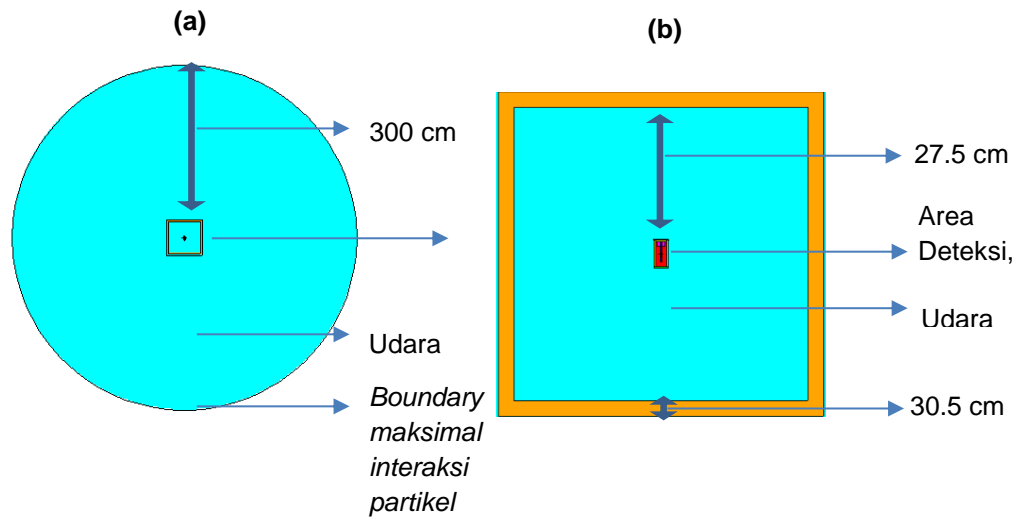 (a)
300 cm
Udara
Boundary
maksimal
interaksi
partikel
(b)
27.5 cm
Area
Deteksi,
Udara
30.5 cm